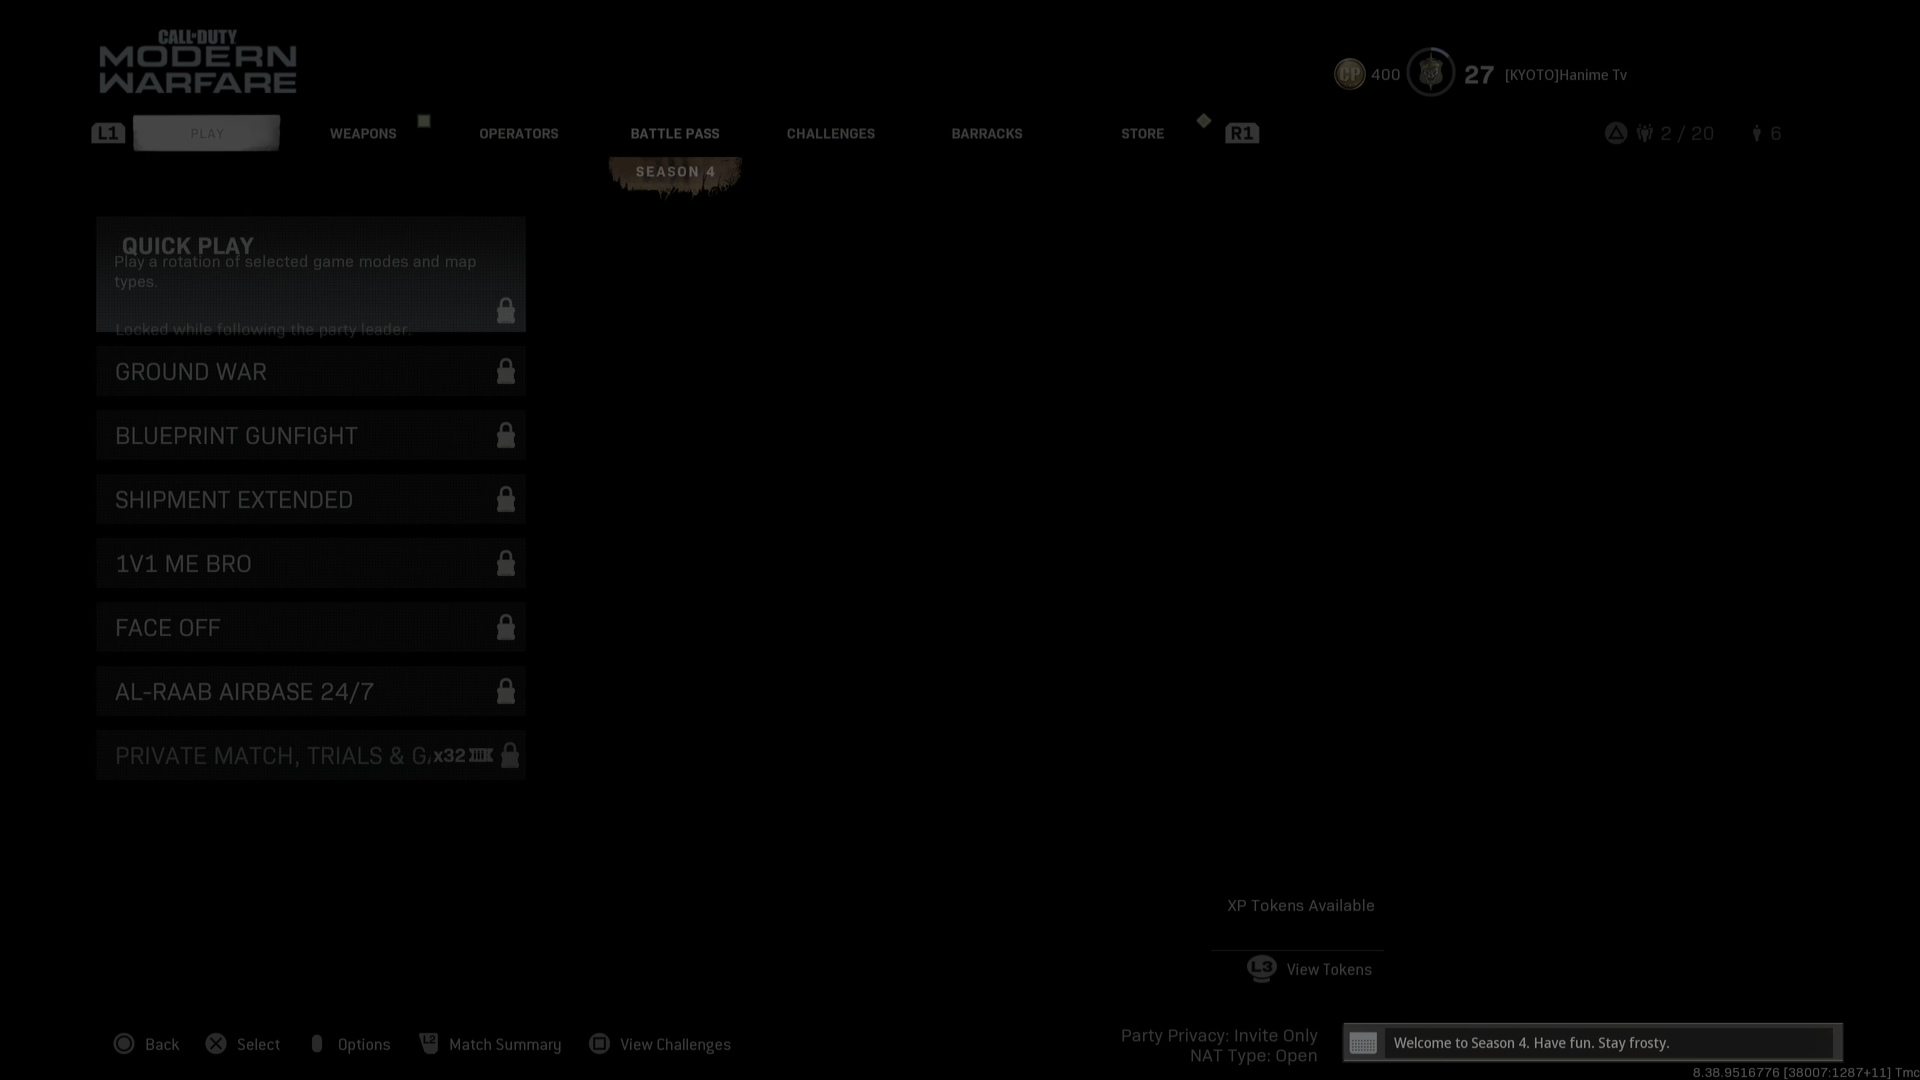 CALL OF DUTY
MODERN
WARFARE
CP 400
27 [KYOTO]Hanime Tv
L1 PLAY WEAPONS OPERATORS BATTLE PASS CHALLENGES BARRACKS STORE R1
2 / 20 6
SEASON 4
QUICK PLAY
Play a rotation of selected game modes and map
types.
Locked while following the party leader.
GROUND WAR
BLUEPRINT GUNFIGHT
SHIPMENT EXTENDED
1V1 ME BRO
FACE OFF
AL-RAAB AIRBASE 24/7
PRIVATE MATCH, TRIALS & x32
XP Tokens Available
L3 View Tokens
Back Select Options L2 Match Summary View Challenges
Party Privacy: Invite Only
NAT Type: Open
Welcome to Season 4. Have fun. Stay frosty.
8.38.9516776 [38007:1287+11] Tmc